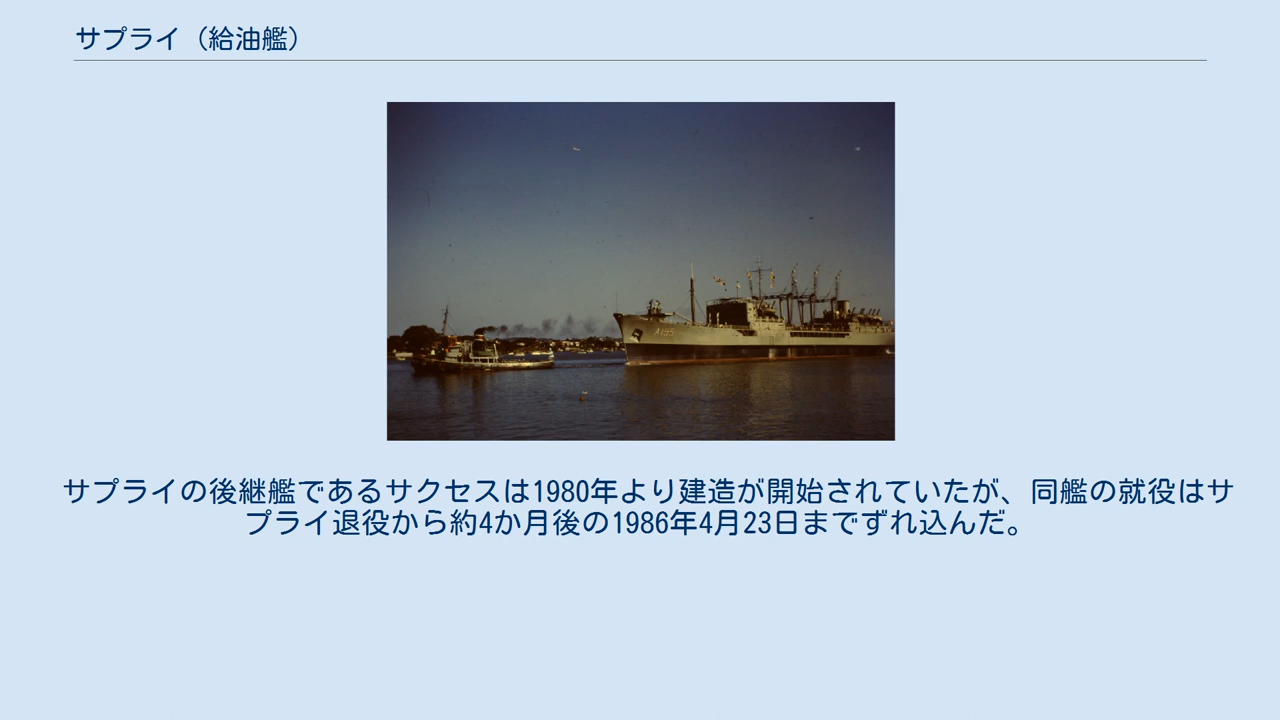 サプライ（給油艦）
サプライの後継艦であるサクセスは1980年より建造が開始されていたが、同艦の就役はサ
プライ退役から約4か月後の1986年4月23日までずれ込んだ。